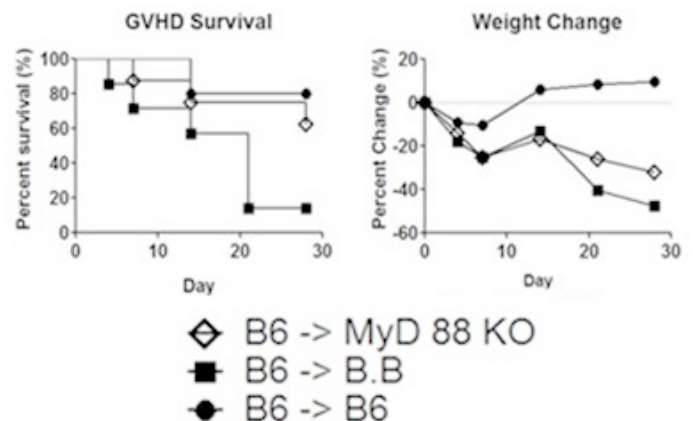 GVHD Survival
Weight Change
Percent survival (%)
100
80
60
40
20
0
0
10
20
30
Day
Percent Change (%)
20
0
-20
-40
-60
0
10
20
30
Day
B6 -> MyD 88 KO
B6 -> B.B
B6 -> B6